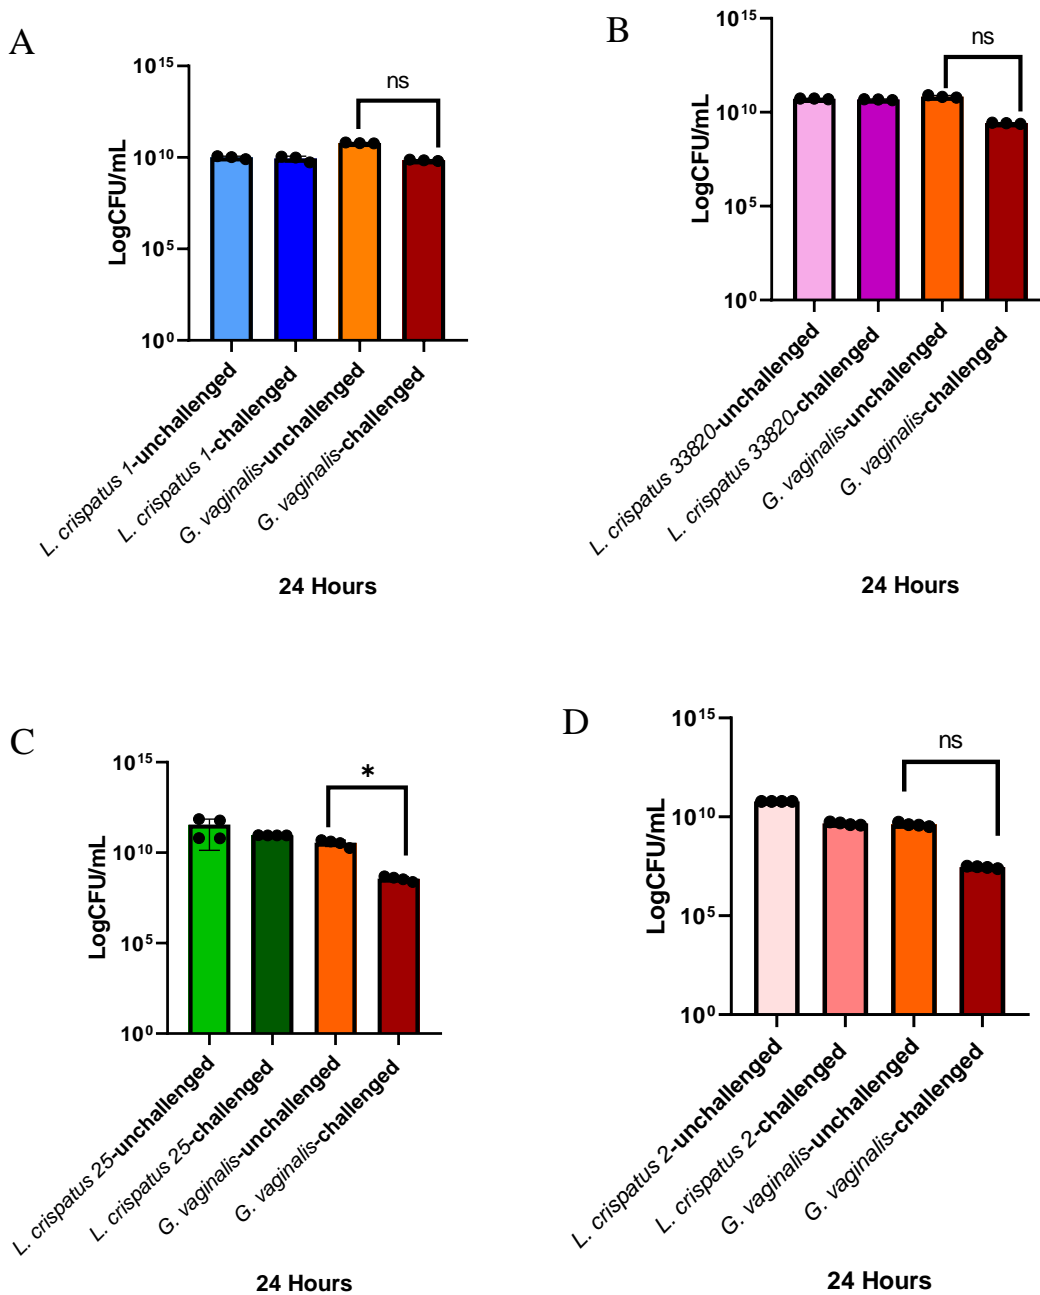 A
LogCFU/mL
10¹⁵
10¹⁰
10⁵
10⁰
ns
L. crispatus 1-unchallenged
L. crispatus 1-challenged
G. vaginalis-unchallenged
G. vaginalis-challenged
24 Hours
B
LogCFU/mL
10¹⁵
10¹⁰
10⁵
10⁰
ns
L. crispatus 33820-unchallenged
L. crispatus 33820-challenged
G. vaginalis-unchallenged
G. vaginalis-challenged
24 Hours
C
LogCFU/mL
10¹⁵
10¹⁰
10⁵
10⁰
*
L. crispatus 25-unchallenged
L. crispatus 25-challenged
G. vaginalis-unchallenged
G. vaginalis-challenged
24 Hours
D
LogCFU/mL
10¹⁵
10¹⁰
10⁵
10⁰
ns
L. crispatus 2-unchallenged
L. crispatus 2-challenged
G. vaginalis-unchallenged
G. vaginalis-challenged
24 Hours